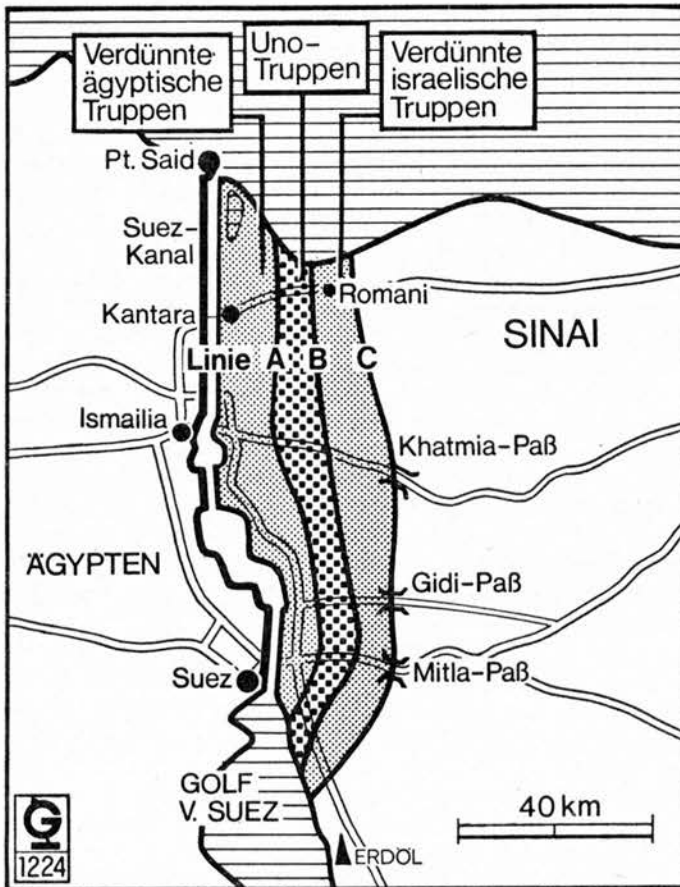 Verdünnte
ägyptische
Truppen
Uno-
Truppen
Verdünnte
israelische
Truppen
Pt. Said
Suez-
Kanal
Kantara
Romani
SINAI
Linie A B C
Ismailia
Khatmia-Paß
ÄGYPTEN
Gidi-Paß
Suez
Mitla-Paß
GOLF
V. SUEZ
40 km
G
1224
ERDÖL